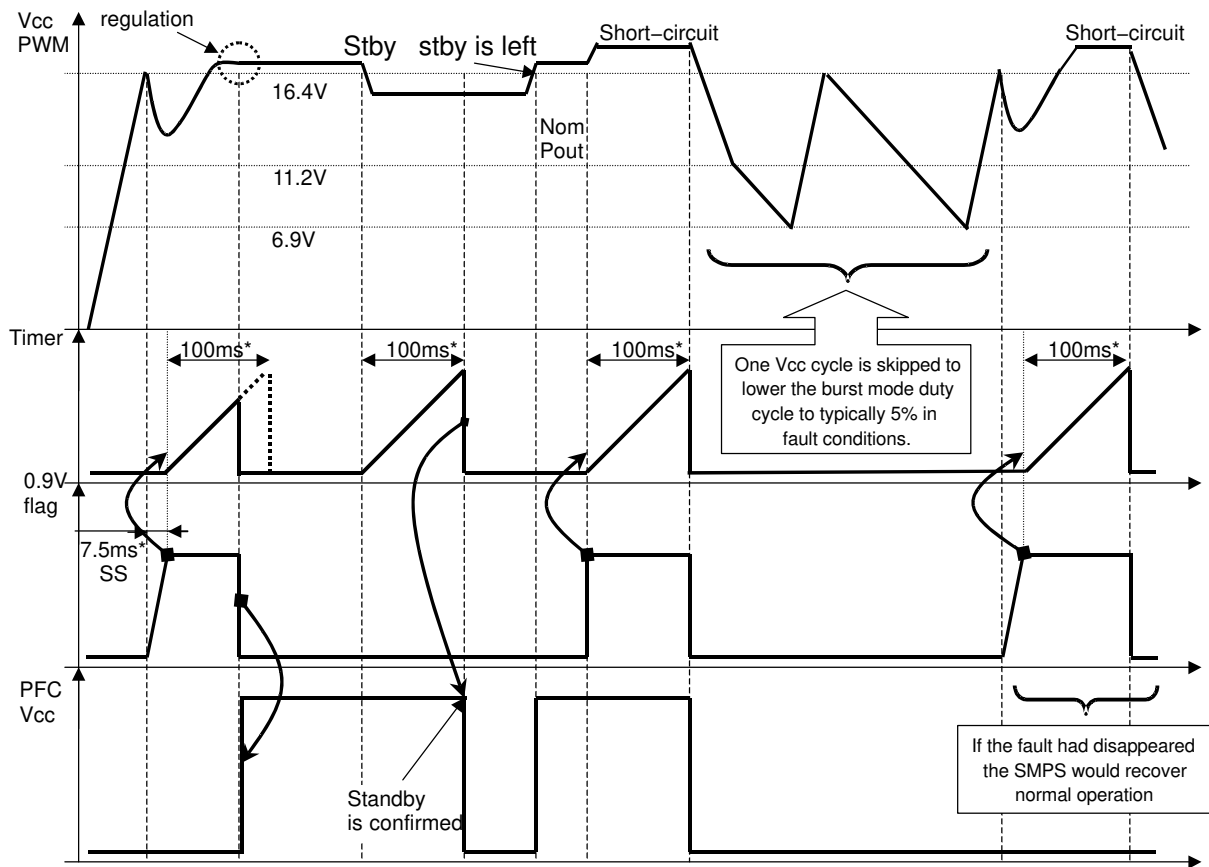 Vcc
PWM
regulation
Stby
stby is left
Short−circuit
Short−circuit
16.4V
Nom
Pout
11.2V
6.9V
Timer
100ms*
100ms*
100ms*
100ms*
One Vcc cycle is skipped to
lower the burst mode duty
cycle to typically 5% in
fault conditions.
0.9V
flag
7.5ms*
SS
PFC
Vcc
Standby
is confirmed
If the fault had disappeared
the SMPS would recover
normal operation